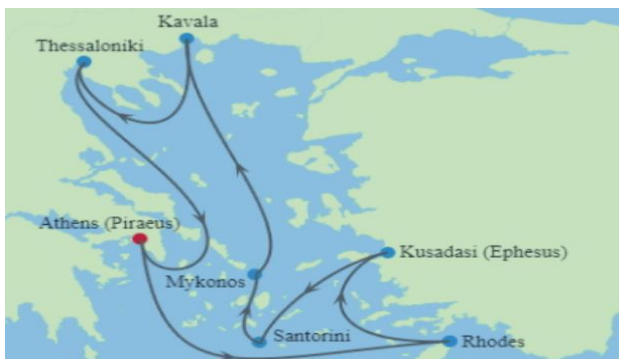 Kavala
Thessaloniki
Athens (Piraeus)
Kusadasi (Ephesus)
Mykonos
Santorini
Rhodes